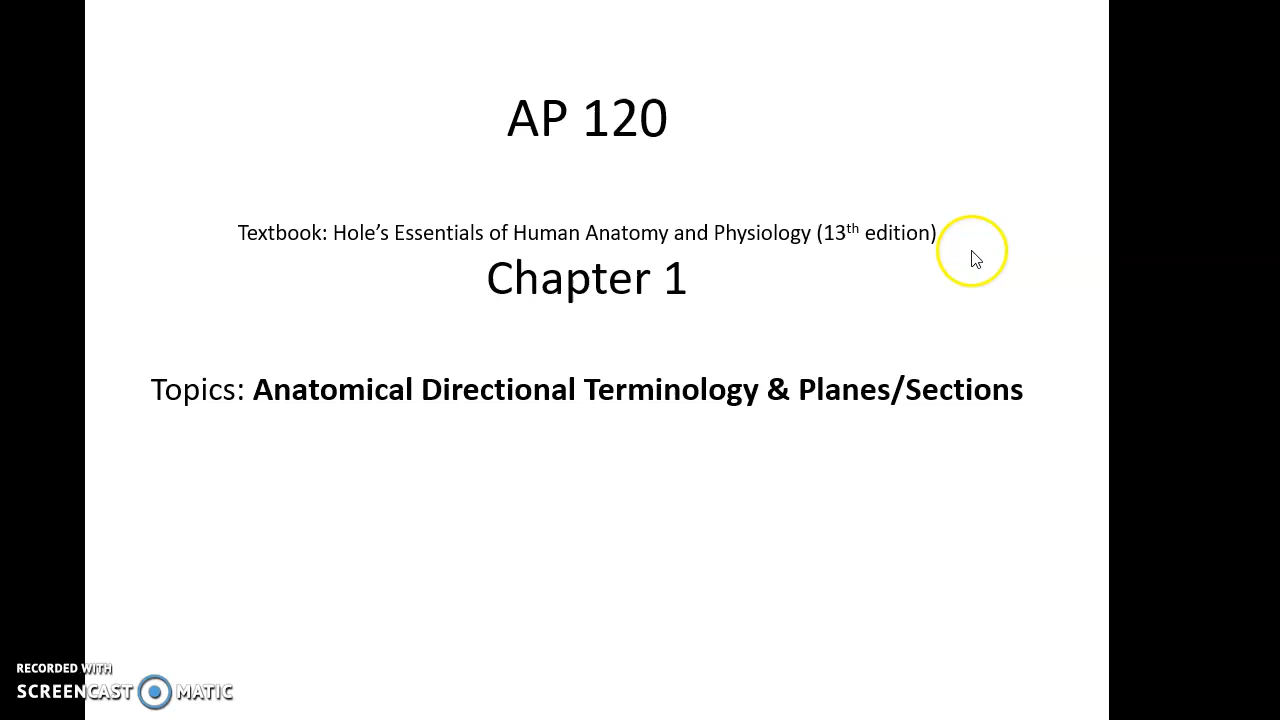 AP 120
Textbook: Hole’s Essentials of Human Anatomy and Physiology (13th edition)
Chapter 1
Topics: Anatomical Directional Terminology & Planes/Sections
RECORDED WITH
SCREENCAST MATIC